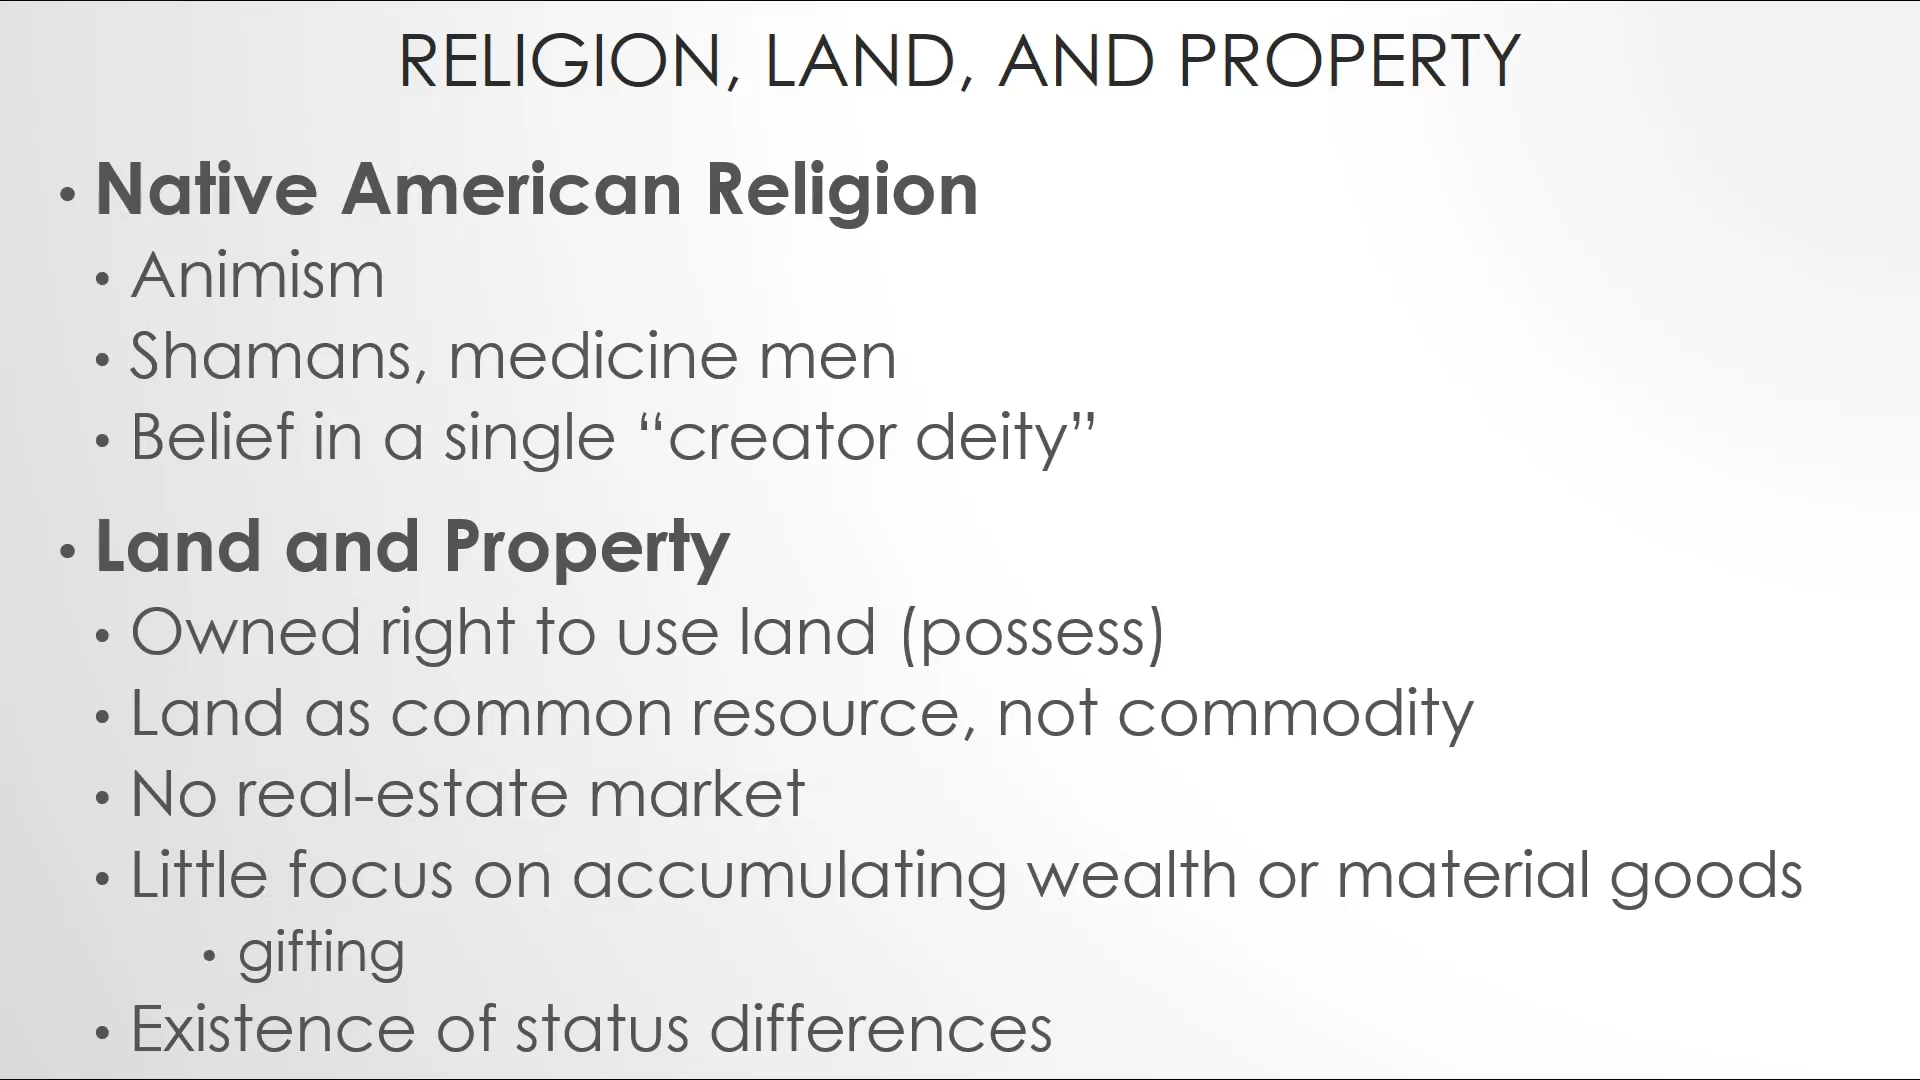 RELIGION, LAND, AND PROPERTY
• Native American Religion
• Animism
• Shamans, medicine men
• Belief in a single “creator deity”
• Land and Property
• Owned right to use land (possess)
• Land as common resource, not commodity
• No real-estate market
• Little focus on accumulating wealth or material goods
• gifting
• Existence of status differences